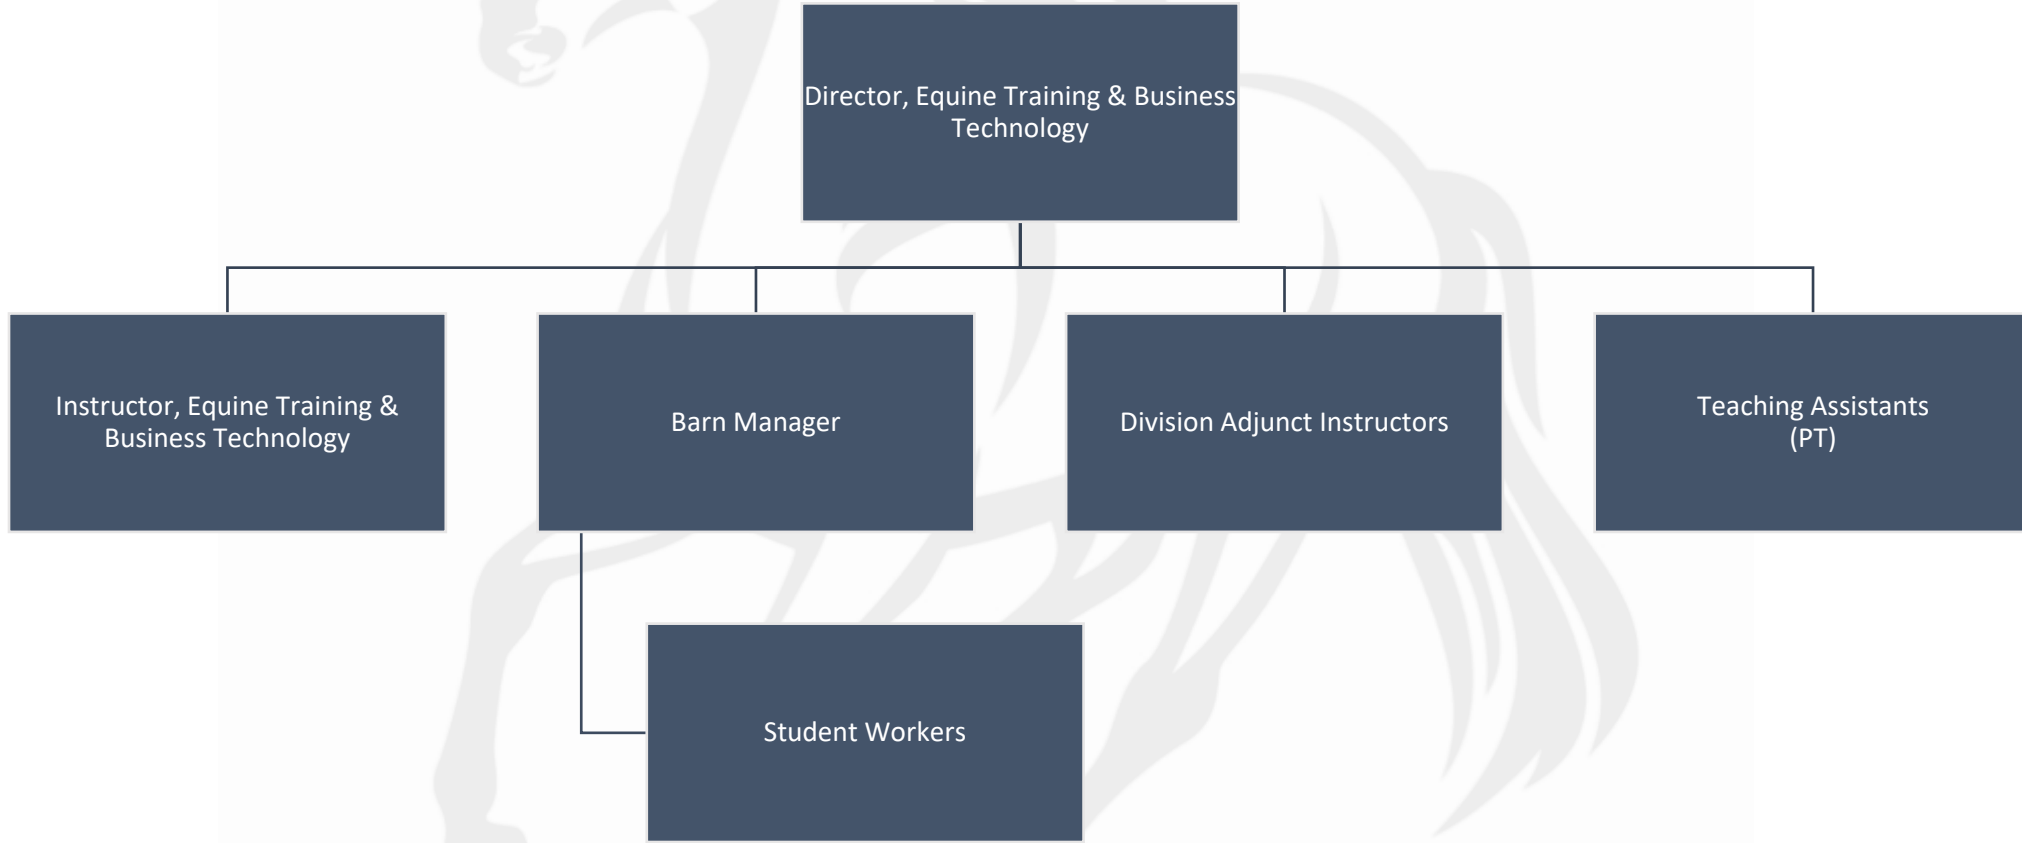 Director, Equine Training & Business
Technology
Instructor, Equine Training &
Business Technology
Barn Manager
Division Adjunct Instructors
Teaching Assistants
(PT)
Student Workers